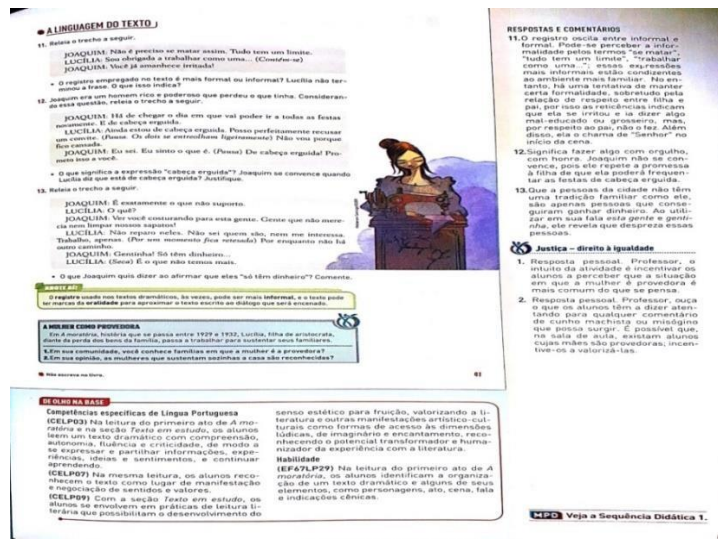 A LINGUAGEM DO TEXTO
11. Releia o trecho a seguir.
JOAQUIM: Não é preciso se matar assim. Tudo tem um limite.
LUCÍLIA: Sou obrigada a trabalhar como uma... (Contém-se)
JOAQUIM: Você já amanhece irritada!
• O registro empregado no texto é mais formal ou informal? Lucília não ter-
minou a frase. O que isso indica?
12. Joaquim era um homem rico e poderoso que perdeu o que tinha. Consideran-
do essa questão, releia o trecho a seguir.
JOAQUIM: Há de chegar o dia em que vai poder ir a todas as festas
novamente. E de cabeça erguida.
LUCÍLIA: Ainda estou de cabeça erguida. Posso perfeitamente recusar
um convite. (Pausa. Os dois se entreolham ligeiramente) Não vou porque
fico cansada.
JOAQUIM: Eu sei. Eu sinto o que é. (Pausa) De cabeça erguida! Pro-
meto isso a você.
• O que significa a expressão "cabeça erguida"? Joaquim se convence quando
Lucília diz que está de cabeça erguida? Justifique.
13. Releia o trecho a seguir.
JOAQUIM: É exatamente o que não suporto.
LUCÍLIA: O quê?
JOAQUIM: Ver você costurando para esta gente. Gente que não mere-
cia nem limpar nossos sapatos!
LUCÍLIA: Não reparo neles. Não sei quem são, nem me interessa.
Trabalho, apenas. (Por um momento fica retesada) Por enquanto não há
outro caminho.
JOAQUIM: Gentinha! Só têm dinheiro...
LUCÍLIA: (Seca) É o que não temos mais.
• O que Joaquim quis dizer ao afirmar que eles "só têm dinheiro"? Comente.
ANOTE AÍ!
O registro usado nos textos dramáticos, às vezes, pode ser mais informal, e o texto pode
ter marcas da oralidade para aproximar o texto escrito ao diálogo que será encenado.
A MULHER COMO PROVEDORA
Em A moratória, história que se passa entre 1929 e 1932, Lucília, filha de aristocrata,
diante da perda dos bens da família, passa a trabalhar para sustentar seus familiares.
1. Em sua comunidade, você conhece famílias em que a mulher é a provedora?
2. Em sua opinião, as mulheres que sustentam sozinhas a casa são reconhecidas?
Não escreva no livro.
41
RESPOSTAS E COMENTÁRIOS
11. O registro oscila entre informal e
formal. Pode-se perceber a infor-
malidade pelos termos "se matar",
"tudo tem um limite", "trabalhar
como uma..."; essas expressões
mais informais estão condizentes
ao ambiente mais familiar. No en-
tanto, há uma tentativa de manter
certa formalidade, sobretudo pela
relação de respeito entre filha e
pai, por isso as reticências indicam
que ela se irritou e ia dizer algo
mal-educado ou grosseiro, mas,
por respeito ao pai, não o fez. Além
disso, ela o chama de "Senhor" no
início da cena.
12. Significa fazer algo com orgulho,
com honra. Joaquim não se con-
vence, pois ele repete a promessa
à filha de que ela poderá frequen-
tar as festas de cabeça erguida.
13. Que a pessoas da cidade não têm
uma tradição familiar como ele,
são apenas pessoas que conse-
guiram ganhar dinheiro. Ao utili-
zar em sua fala esta gente e genti-
nha, ele revela que despreza essas
pessoas.
Justiça – direito à igualdade
1. Resposta pessoal. Professor, o
intuito da atividade é incentivar os
alunos a perceber que a situação
em que a mulher é provedora é
mais comum do que se pensa.
2. Resposta pessoal. Professor, ouça
o que os alunos têm a dizer aten-
tando para qualquer comentário
de cunho machista ou misógino
que possa surgir. É possível que,
na sala de aula, existam alunos
cujas mães são provedoras; incen-
tive-os a valorizá-las.
DE OLHO NA BASE
Competências específicas de Língua Portuguesa
(CELP03) Na leitura do primeiro ato de A mo-
ratória e na seção Texto em estudo, os alunos
leem um texto dramático com compreensão,
autonomia, fluência e criticidade, de modo a
se expressar e partilhar informações, expe-
riências, ideias e sentimentos, e continuar
aprendendo.
(CELP07) Na mesma leitura, os alunos reco-
nhecem o texto como lugar de manifestação
e negociação de sentidos e valores.
(CELP09) Com a seção Texto em estudo, os
alunos se envolvem em práticas de leitura li-
terária que possibilitam o desenvolvimento do
senso estético para fruição, valorizando a li-
teratura e outras manifestações artístico-cul-
turais como formas de acesso às dimensões
lúdicas, de imaginário e encantamento, reco-
nhecendo o potencial transformador e huma-
nizador da experiência com a literatura.
Habilidade
(EF67LP29) Na leitura do primeiro ato de A
moratória, os alunos identificam a organiza-
ção de um texto dramático e alguns de seus
elementos, como personagens, ato, cena, fala
e indicações cênicas.
MPD Veja a Sequência Didática 1.